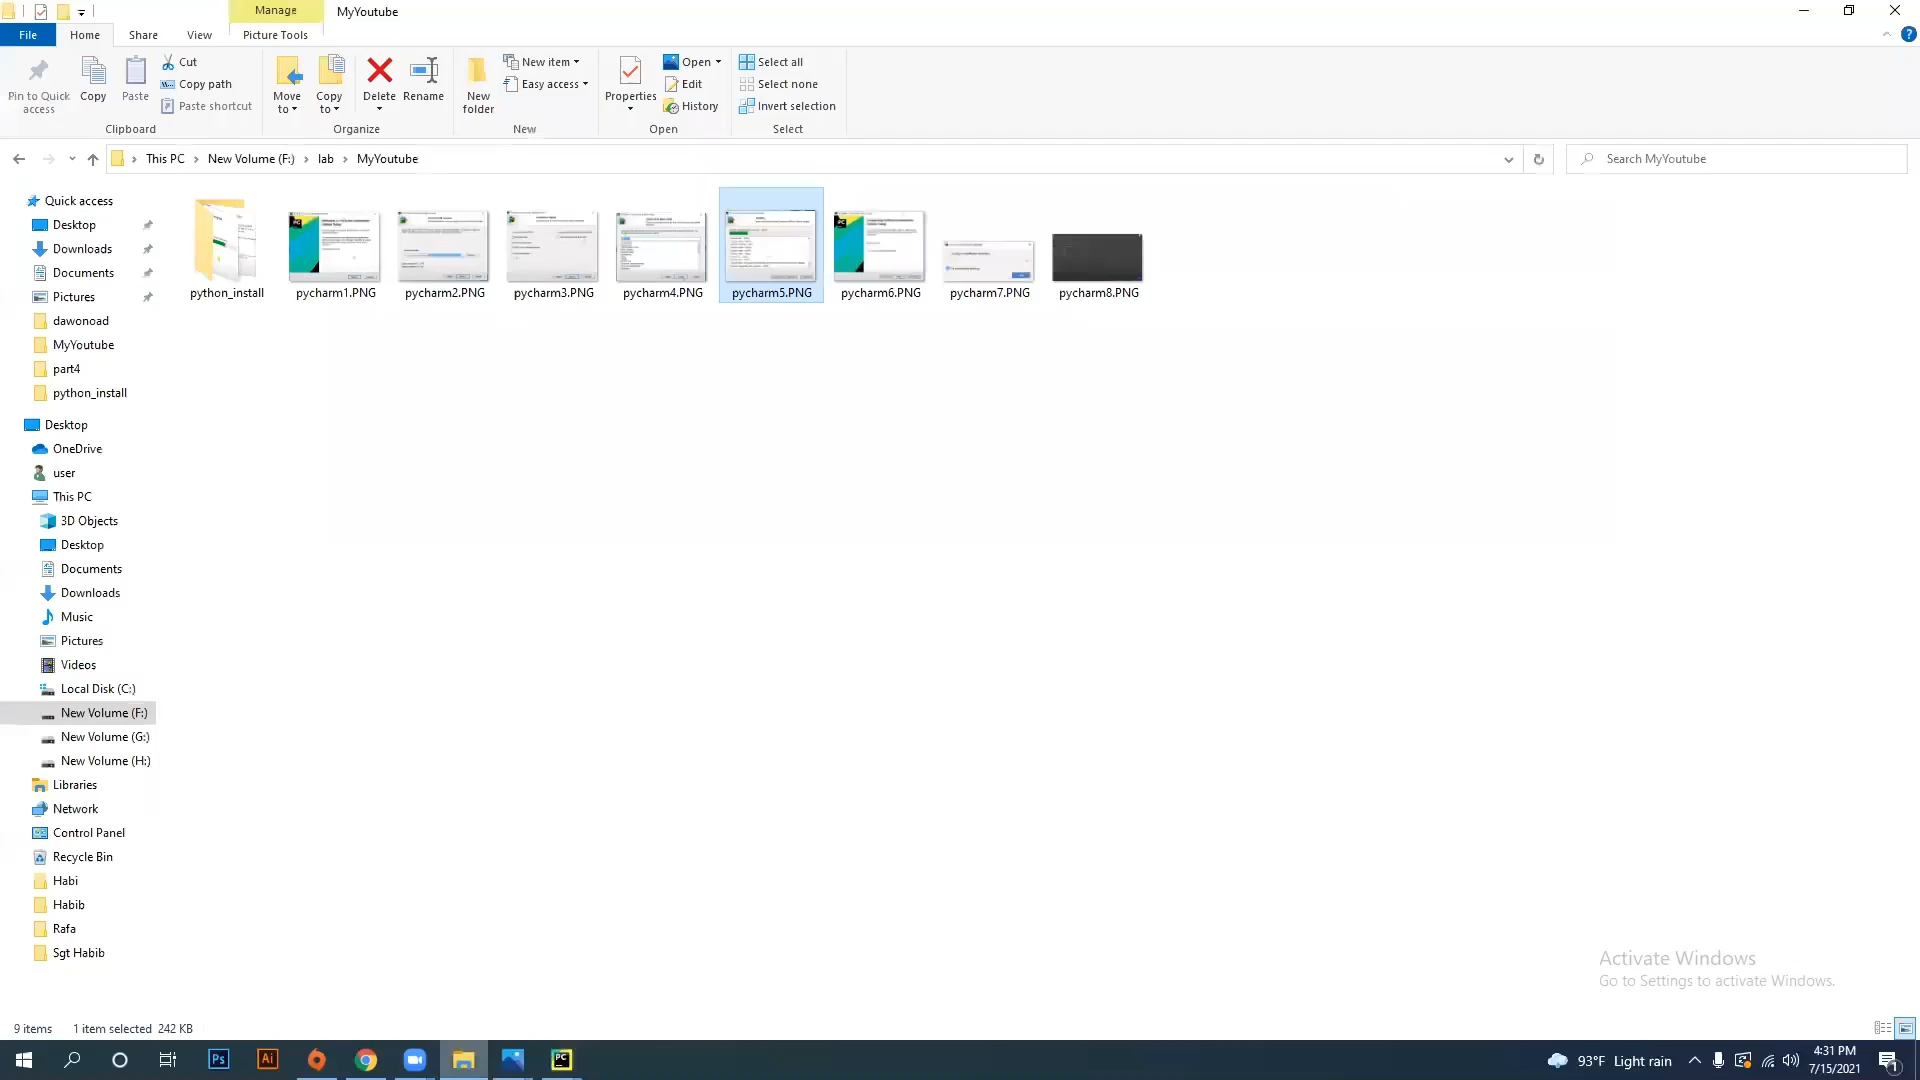 Manage
MyYoutube
File
Home
Share
View
Picture Tools
Pin to Quick
access
Copy
Paste
Cut
Copy path
Paste shortcut
Clipboard
Move
to
Copy
to
Delete
Rename
Organize
New
folder
New item
Easy access
New
Properties
Open
Edit
History
Open
Select all
Select none
Invert selection
Select
This PC > New Volume (F:) > lab > MyYoutube
Search MyYoutube
Quick access
Desktop
Downloads
Documents
Pictures
dawonoad
MyYoutube
part4
python_install
Desktop
OneDrive
user
This PC
3D Objects
Desktop
Documents
Downloads
Music
Pictures
Videos
Local Disk (C:)
New Volume (F:)
New Volume (G:)
New Volume (H:)
Libraries
Network
Control Panel
Recycle Bin
Habi
Habib
Rafa
Sgt Habib
python_install
pycharm1.PNG
pycharm2.PNG
pycharm3.PNG
pycharm4.PNG
pycharm5.PNG
pycharm6.PNG
pycharm7.PNG
pycharm8.PNG
Activate Windows
Go to Settings to activate Windows.
9 items
1 item selected 242 KB
Ps
Ai
PC
93°F Light rain
4:31 PM
7/15/2021
1